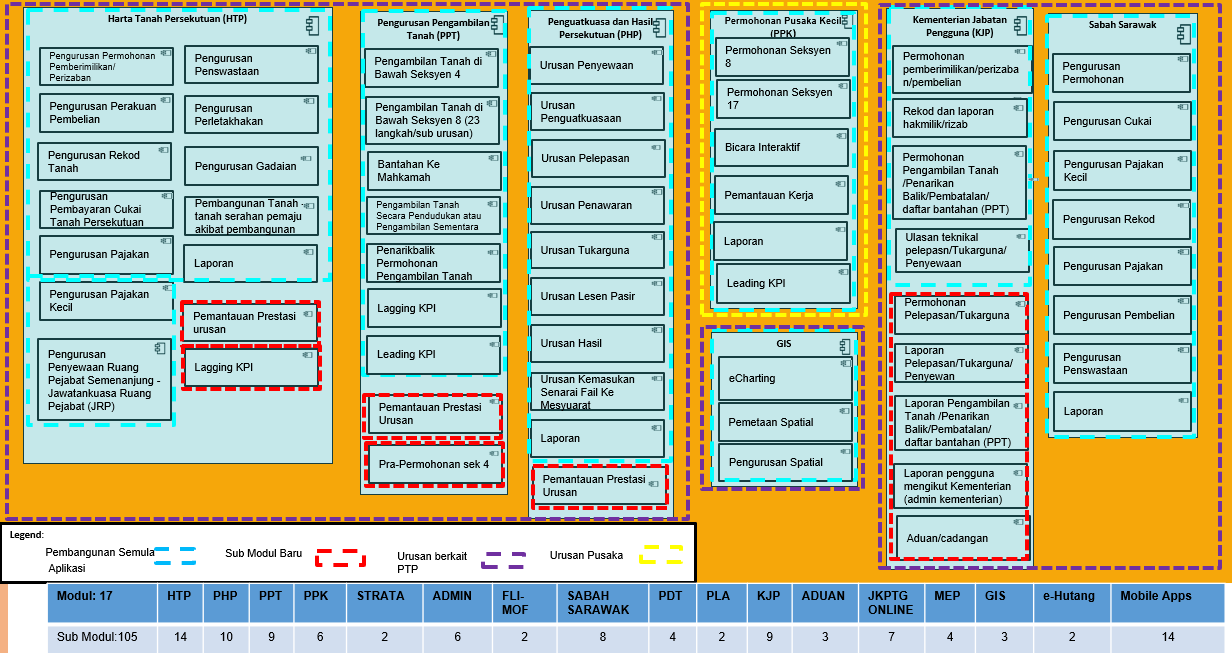 Harta Tanah Persekutuan (HTP)
Pengurusan Permohonan
Pemberimilikan/
Perizaban
Pengurusan Perakuan
Pembelian
Pengurusan Rekod
Tanah
Pengurusan
Pembayaran Cukai
Tanah Persekutuan
Pengurusan Pajakan
Pengurusan Pajakan
Kecil
Pengurusan
Penyewaan Ruang
Pejabat Semenanjung -
Jawatankuasa Ruang
Pejabat (JRP)
Pengurusan
Penswastaan
Pengurusan
Perletakhakan
Pengurusan Gadaian
Pembangunan Tanah -
tanah serahan pemaju
akibat pembangunan
Laporan
Pemantauan Prestasi
urusan
Lagging KPI
Pengurusan Pengambilan
Tanah (PPT)
Pengambilan Tanah di
Bawah Seksyen 4
Pengambilan Tanah di
Bawah Seksyen 8 (23
langkah/sub urusan)
Bantahan Ke
Mahkamah
Pengambilan Tanah
Secara Pendudukan atau
Pengambilan Sementara
Penarikbalik
Permohonan
Pengambilan Tanah
Lagging KPI
Leading KPI
Pemantauan Prestasi
Urusan
Pra-Permohonan sek 4
Penguatkuasa dan Hasil
Persekutuan (PHP)
Urusan Penyewaan
Urusan
Penguatkuasaan
Urusan Pelepasan
Urusan Penawaran
Urusan Tukarguna
Urusan Lesen Pasir
Urusan Hasil
Urusan Kemasukan
Senarai Fail Ke
Mesyuarat
Laporan
Pemantauan Prestasi
Urusan
Permohonan Pusaka Kecil
(PPK)
Permohonan Seksyen
8
Permohonan Seksyen
17
Bicara Interaktif
Pemantauan Kerja
Laporan
Leading KPI
GIS
eCharting
Pemetaan Spatial
Pengurusan Spatial
Kementerian Jabatan
Pengguna (KJP)
Permohonan
pemberimilikan/perizaba
n/pembelian
Rekod dan laporan
hakmilik/rizab
Permohonan
Pengambilan Tanah
/Penarikan
Balik/Pembatalan/
daftar bantahan (PPT)
Ulasan teknikal
pelepasn/Tukarguna/
Penyewaan
Permohonan
Pelepasan/Tukarguna
Laporan
Pelepasan/Tukarguna/
Penyewan
Laporan Pengambilan
Tanah /Penarikan
Balik/Pembatalan/
daftar bantahan (PPT)
Laporan pengguna
mengikut Kementerian
(admin kementerian)
Aduan/cadangan
Sabah Sarawak
Pengurusan
Permohonan
Pengurusan Cukai
Pengurusan Pajakan
Kecil
Pengurusan Rekod
Pengurusan Pajakan
Pengurusan Pembelian
Pengurusan
Penswastaan
Laporan
Legend:
Pembangunan Semula
Aplikasi
Sub Modul Baru
Urusan berkait
PTP
Urusan Pusaka
Modul: 17 HTP PHP PPT PPK STRATA ADMIN FLI-MOF SABAH SARAWAK PDT PLA KJP ADUAN JKPTG ONLINE MEP GIS e-Hutang Mobile Apps
Sub Modul:105 14 10 9 6 2 6 2 8 4 2 9 3 7 4 3 2 14